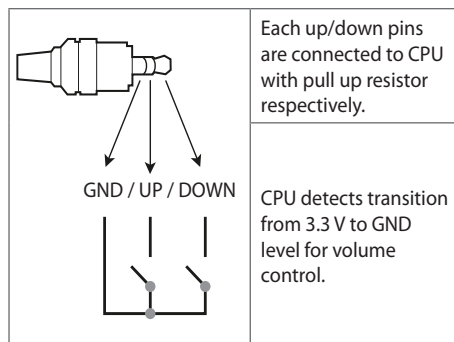 Each up/down pins
are connected to CPU
with pull up resistor
respectively.
GND / UP / DOWN
CPU detects transition
from 3.3 V to GND
level for volume
control.